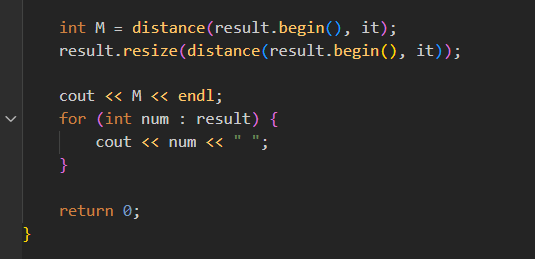 int M = distance(result.begin(), it);
result.resize(distance(result.begin(), it));
cout << M << endl;
for (int num : result) {
cout << num << " ";
}
return 0;
}